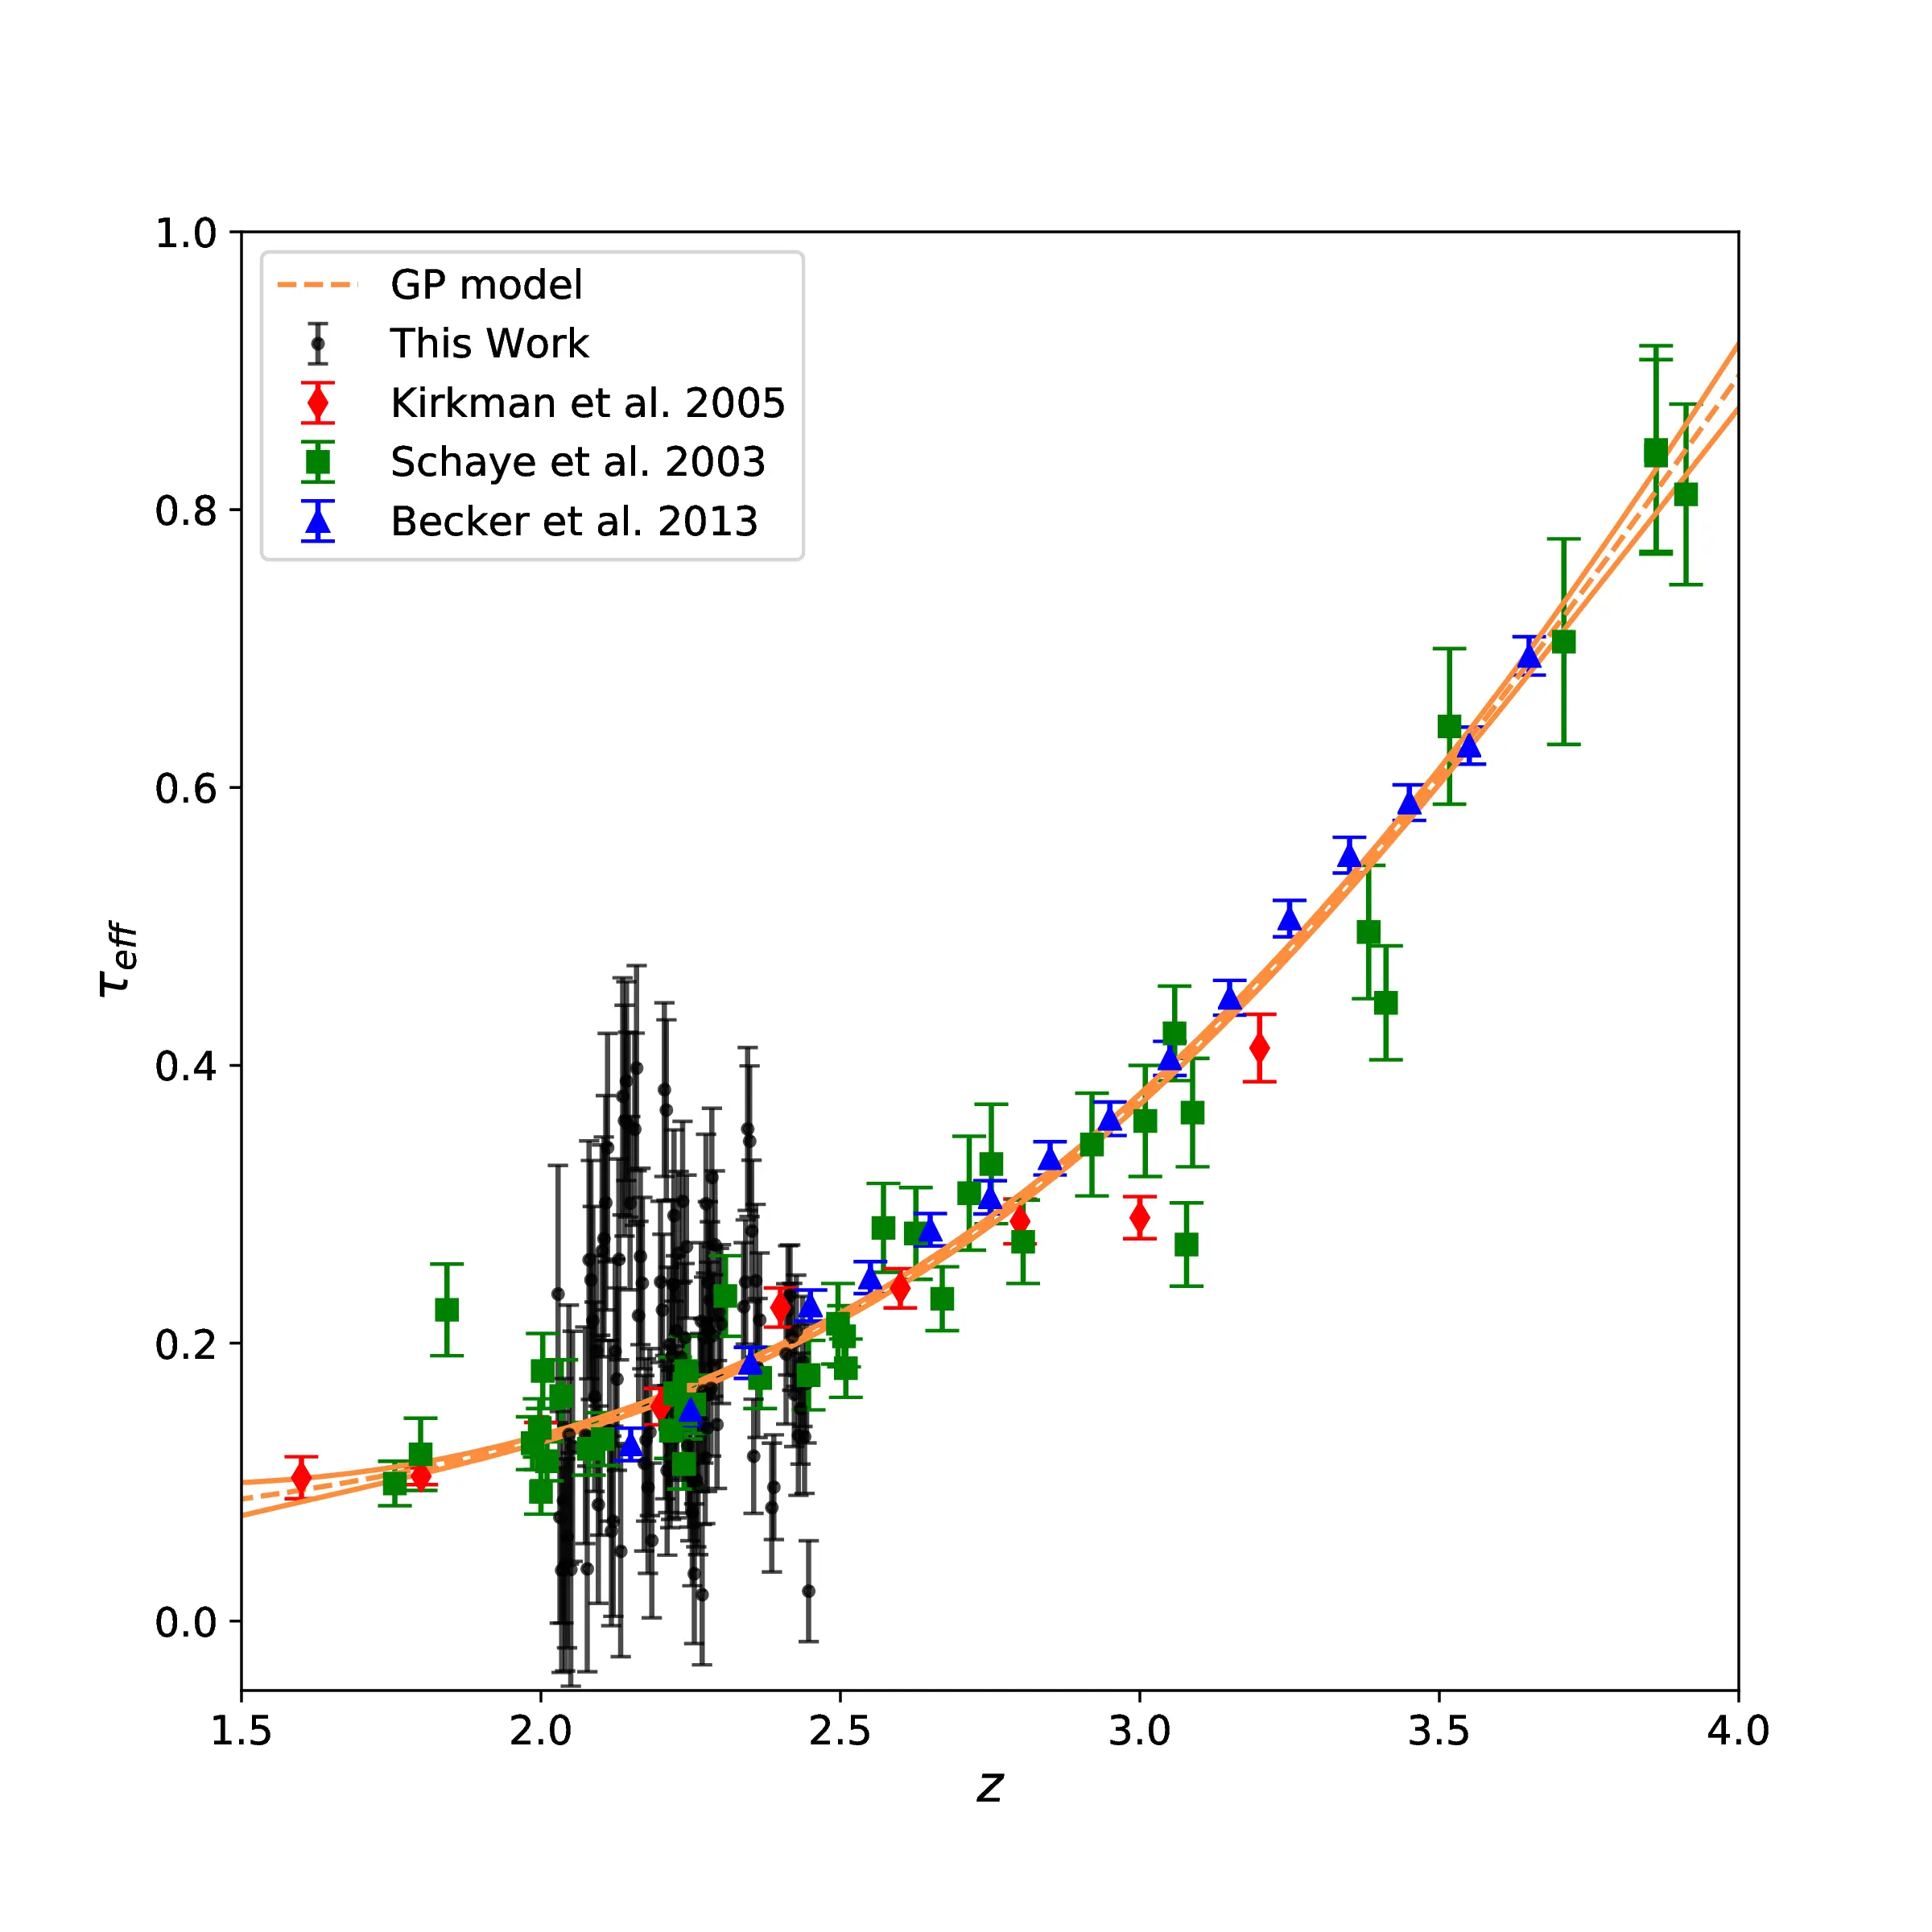 GP model
This Work
Kirkman et al. 2005
Schaye et al. 2003
Becker et al. 2013
1.0
0.8
0.6
0.4
0.2
0.0
τeff
1.5 2.0 2.5 3.0 3.5 4.0
z